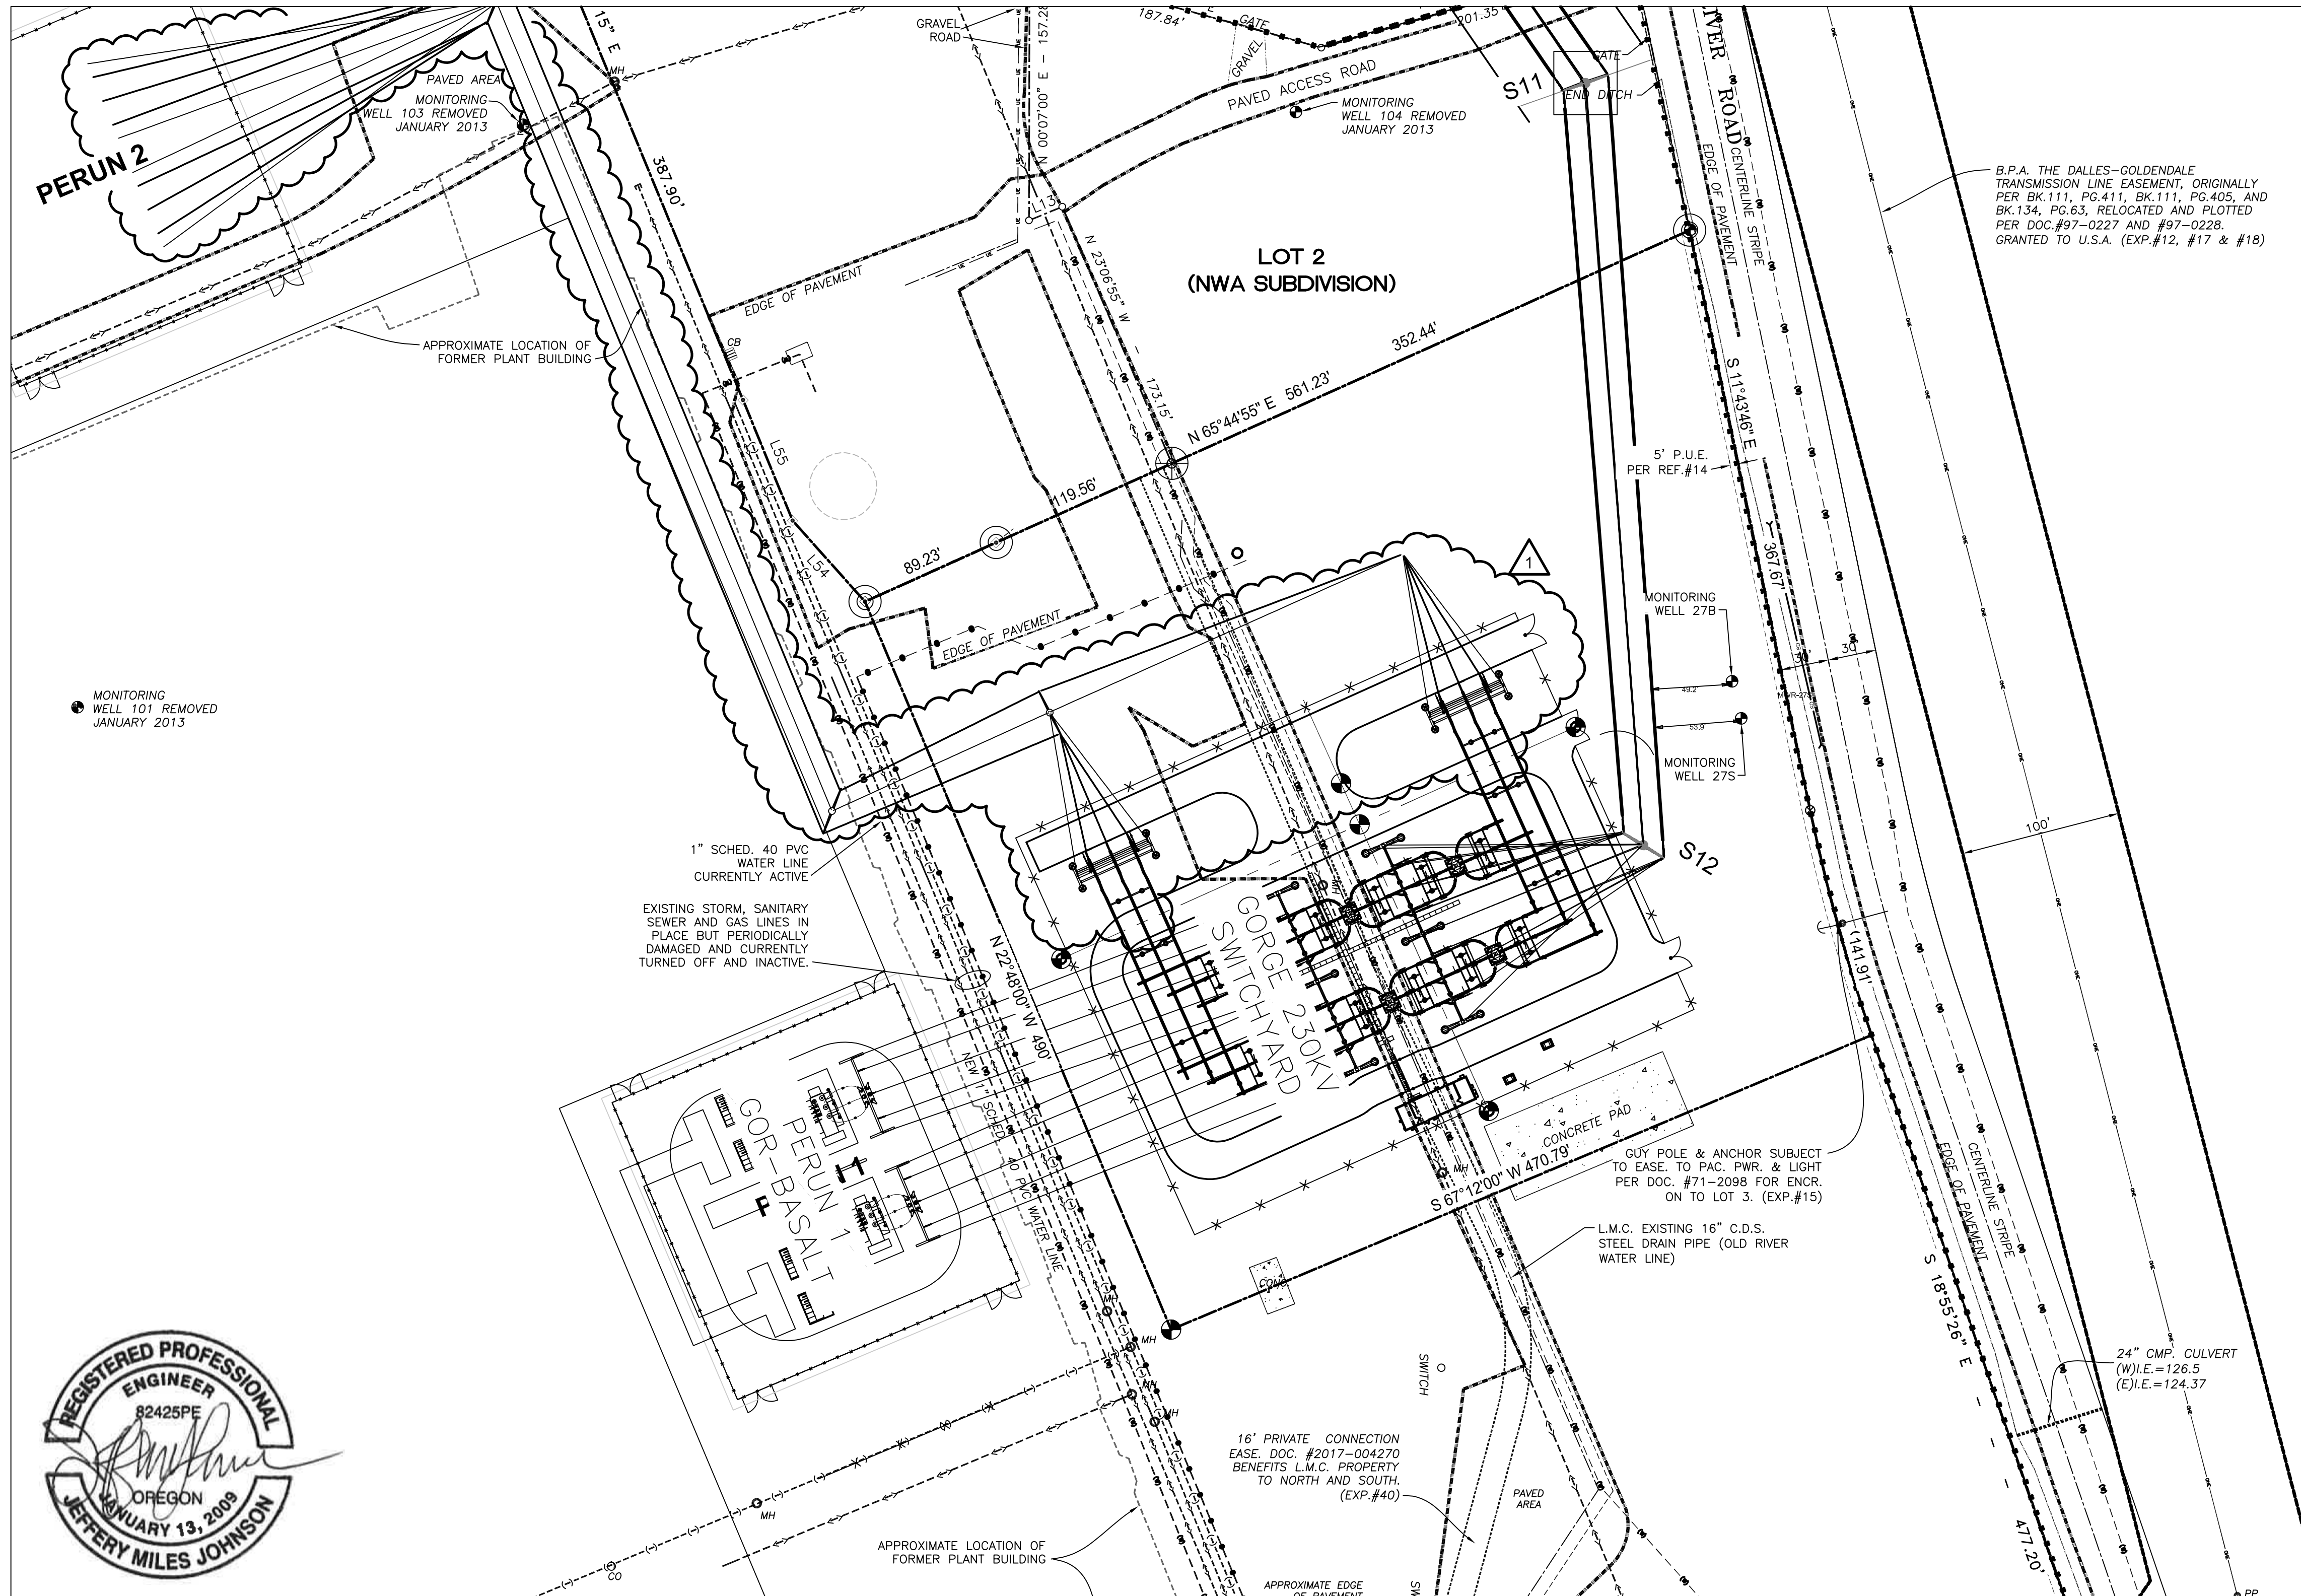 PERUN 2
PAVED AREA
MONITORING
WELL 103 REMOVED
JANUARY 2013
15" E
MH
387.90'
GRAVEL
ROAD
N 00°07'00" E - 157.28
187.84'
GATE
GRAVEL
201.35'
PAVED ACCESS ROAD
MONITORING
WELL 104 REMOVED
JANUARY 2013
S11
GATE
END DITCH
IVER ROAD
CENTERLINE STRIPE
EDGE OF PAVEMENT
B.P.A. THE DALLES-GOLDENDALE
TRANSMISSION LINE EASEMENT, ORIGINALLY
PER BK.111, PG.411, BK.111, PG.405, AND
BK.134, PG.63, RELOCATED AND PLOTTED
PER DOC.#97-0227 AND #97-0228.
GRANTED TO U.S.A. (EXP.#12, #17 & #18)
L13
EDGE OF PAVEMENT
N 23°06'55" W - 173.15'
LOT 2
(NWA SUBDIVISION)
352.44'
N 65°44'55" E 561.23'
S 11°43'46" E
367.67'
APPROXIMATE LOCATION OF
FORMER PLANT BUILDING
CB
L55
L54
119.56'
89.23'
EDGE OF PAVEMENT
5' P.U.E.
PER REF.#14
1
MONITORING
WELL 27B
30'
30'
49.2'
53.9
MONITORING
WELL 27S
MONITORING
WELL 101 REMOVED
JANUARY 2013
100'
S12
1" SCHED. 40 PVC
WATER LINE
CURRENTLY ACTIVE
EXISTING STORM, SANITARY
SEWER AND GAS LINES IN
PLACE BUT PERIODICALLY
DAMAGED AND CURRENTLY
TURNED OFF AND INACTIVE.
MH
GORGE 230KV
SWITCHYARD
N 22°48'00" W 490'
(141.91'
NEW 1" SCHED. 40 PVC WATER LINE
PERUN 1
GOR-BASALT
CONCRETE PAD
MH
S 67°12'00" W 470.79'
GUY POLE & ANCHOR SUBJECT
TO EASE. TO PAC. PWR. & LIGHT
PER DOC. #71-2098 FOR ENCR.
ON TO LOT 3. (EXP.#15)
L.M.C. EXISTING 16" C.D.S.
STEEL DRAIN PIPE (OLD RIVER
WATER LINE)
CONC
EDGE OF PAVEMENT
CENTERLINE STRIPE
S 18°55'26" E
477.20'
24" CMP. CULVERT
(W)I.E.=126.5
(E)I.E.=124.37
MH
MH
MH
MH
SWITCH
16' PRIVATE CONNECTION
EASE. DOC. #2017-004270
BENEFITS L.M.C. PROPERTY
TO NORTH AND SOUTH.
(EXP.#40)
PAVED
AREA
MH
CO
APPROXIMATE LOCATION OF
FORMER PLANT BUILDING
APPROXIMATE EDGE
OF PAVEMENT
SW
PP
REGISTERED PROFESSIONAL
ENGINEER
82425PE
OREGON
JANUARY 13, 2009
JEFFERY MILES JOHNSON